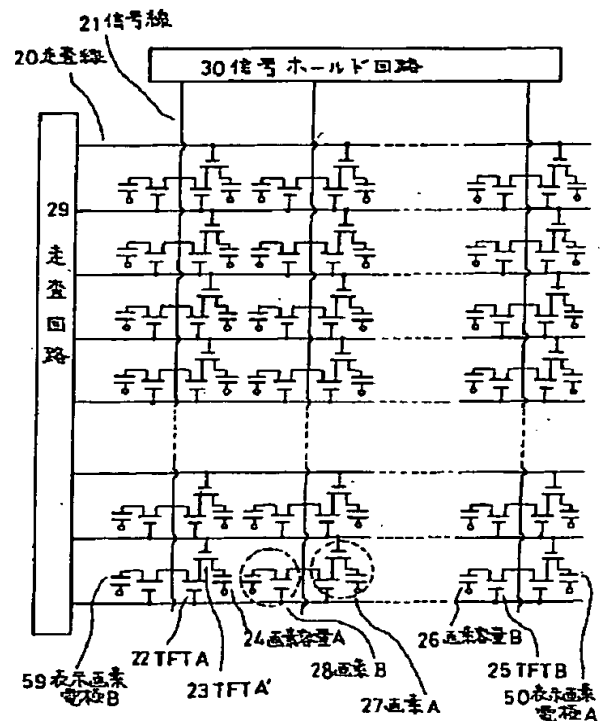 21信号線
20走査線
30信号ホールド回路
29
走査回路
59表示画素
電極B
22TFTA
23TFTA'
24画素容量A
28画素B
27画素A
26画素容量B
25TFTB
50表示画素
電極A